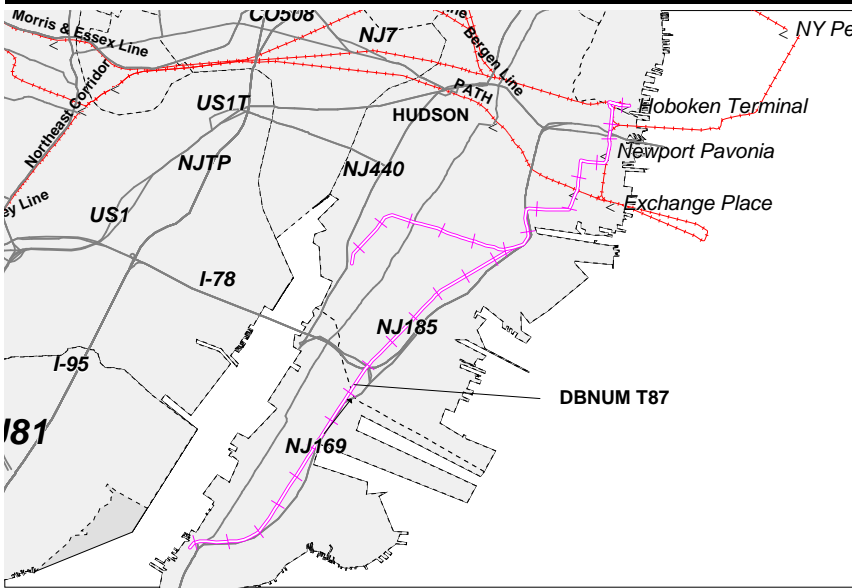 CO508
Morris & Essex Line
NJ7
Line
NY Pe
Bergen Line
Northeast Corridor
US1T
PATH
Hoboken Terminal
HUDSON
NJTP
NJ440
Newport Pavonia
ey Line
US1
Exchange Place
I-78
NJ185
I-95
DBNUM T87
J81
NJ169